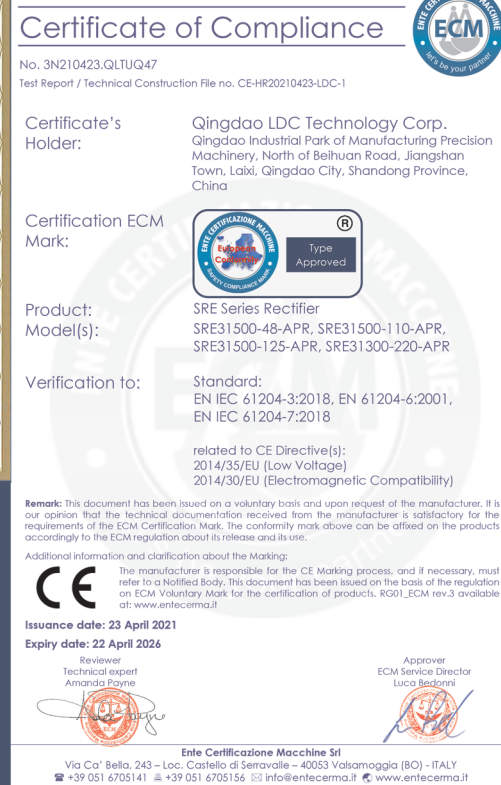 Certificate of Compliance
ECM
let's be your partner
No. 3N210423.QLTUQ47
Test Report / Technical Construction File no. CE-HR20210423-LDC-1
Certificate's
Holder:
Qingdao LDC Technology Corp.
Qingdao Industrial Park of Manufacturing Precision
Machinery, North of Beihuan Road, Jiangshan
Town, Laixi, Qingdao City, Shandong Province,
China
Certification ECM
Mark:
ENTE CERTIFICAZIONE MACCHINE
European
Conformity
SAFETY COMPLIANCE MARK
®
Type
Approved
Product:
SRE Series Rectifier
Model(s):
SRE31500-48-APR, SRE31500-110-APR,
SRE31500-125-APR, SRE31300-220-APR
Verification to:
Standard:
EN IEC 61204-3:2018, EN 61204-6:2001,
EN IEC 61204-7:2018
related to CE Directive(s):
2014/35/EU (Low Voltage)
2014/30/EU (Electromagnetic Compatibility)
Remark: This document has been issued on a voluntary basis and upon request of the manufacturer. It is
our opinion that the technical documentation received from the manufacturer is satisfactory for the
requirements of the ECM Certification Mark. The conformity mark above can be affixed on the products
accordingly to the ECM regulation about its release and its use.
Additional information and clarification about the Marking:
CE
The manufacturer is responsible for the CE Marking process, and if necessary, must
refer to a Notified Body. This document has been issued on the basis of the regulation
on ECM Voluntary Mark for the certification of products. RG01_ECM rev.3 available
at: www.entecerma.it
Issuance date: 23 April 2021
Expiry date: 22 April 2026
Reviewer
Technical expert
Amanda Payne
Approver
ECM Service Director
Luca Bedonni
Ente Certificazione Macchine Srl
Via Ca' Bella, 243 – Loc. Castello di Serravalle – 40053 Valsamoggia (BO) - ITALY
☎ +39 051 6705141 +39 051 6705156 ✉ info@entecerma.it www.entecerma.it